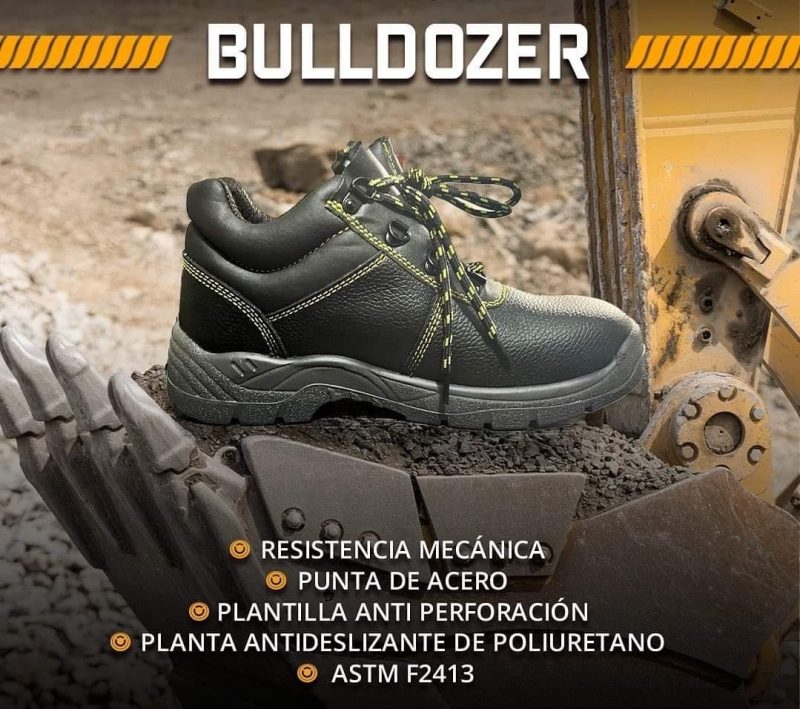 BULLDOZER
RESISTENCIA MECÁNICA
PUNTA DE ACERO
PLANTILLA ANTI PERFORACIÓN
PLANTA ANTIDESLIZANTE DE POLIURETANO
ASTM F2413